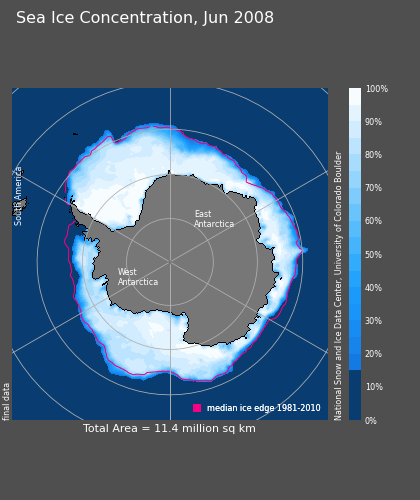 Sea Ice Concentration, Jun 2008
South America
East
Antarctica
West
Antarctica
final data
median ice edge 1981-2010
Total Area = 11.4 million sq km
National Snow and Ice Data Center, University of Colorado Boulder
100%
90%
80%
70%
60%
50%
40%
30%
20%
10%
0%